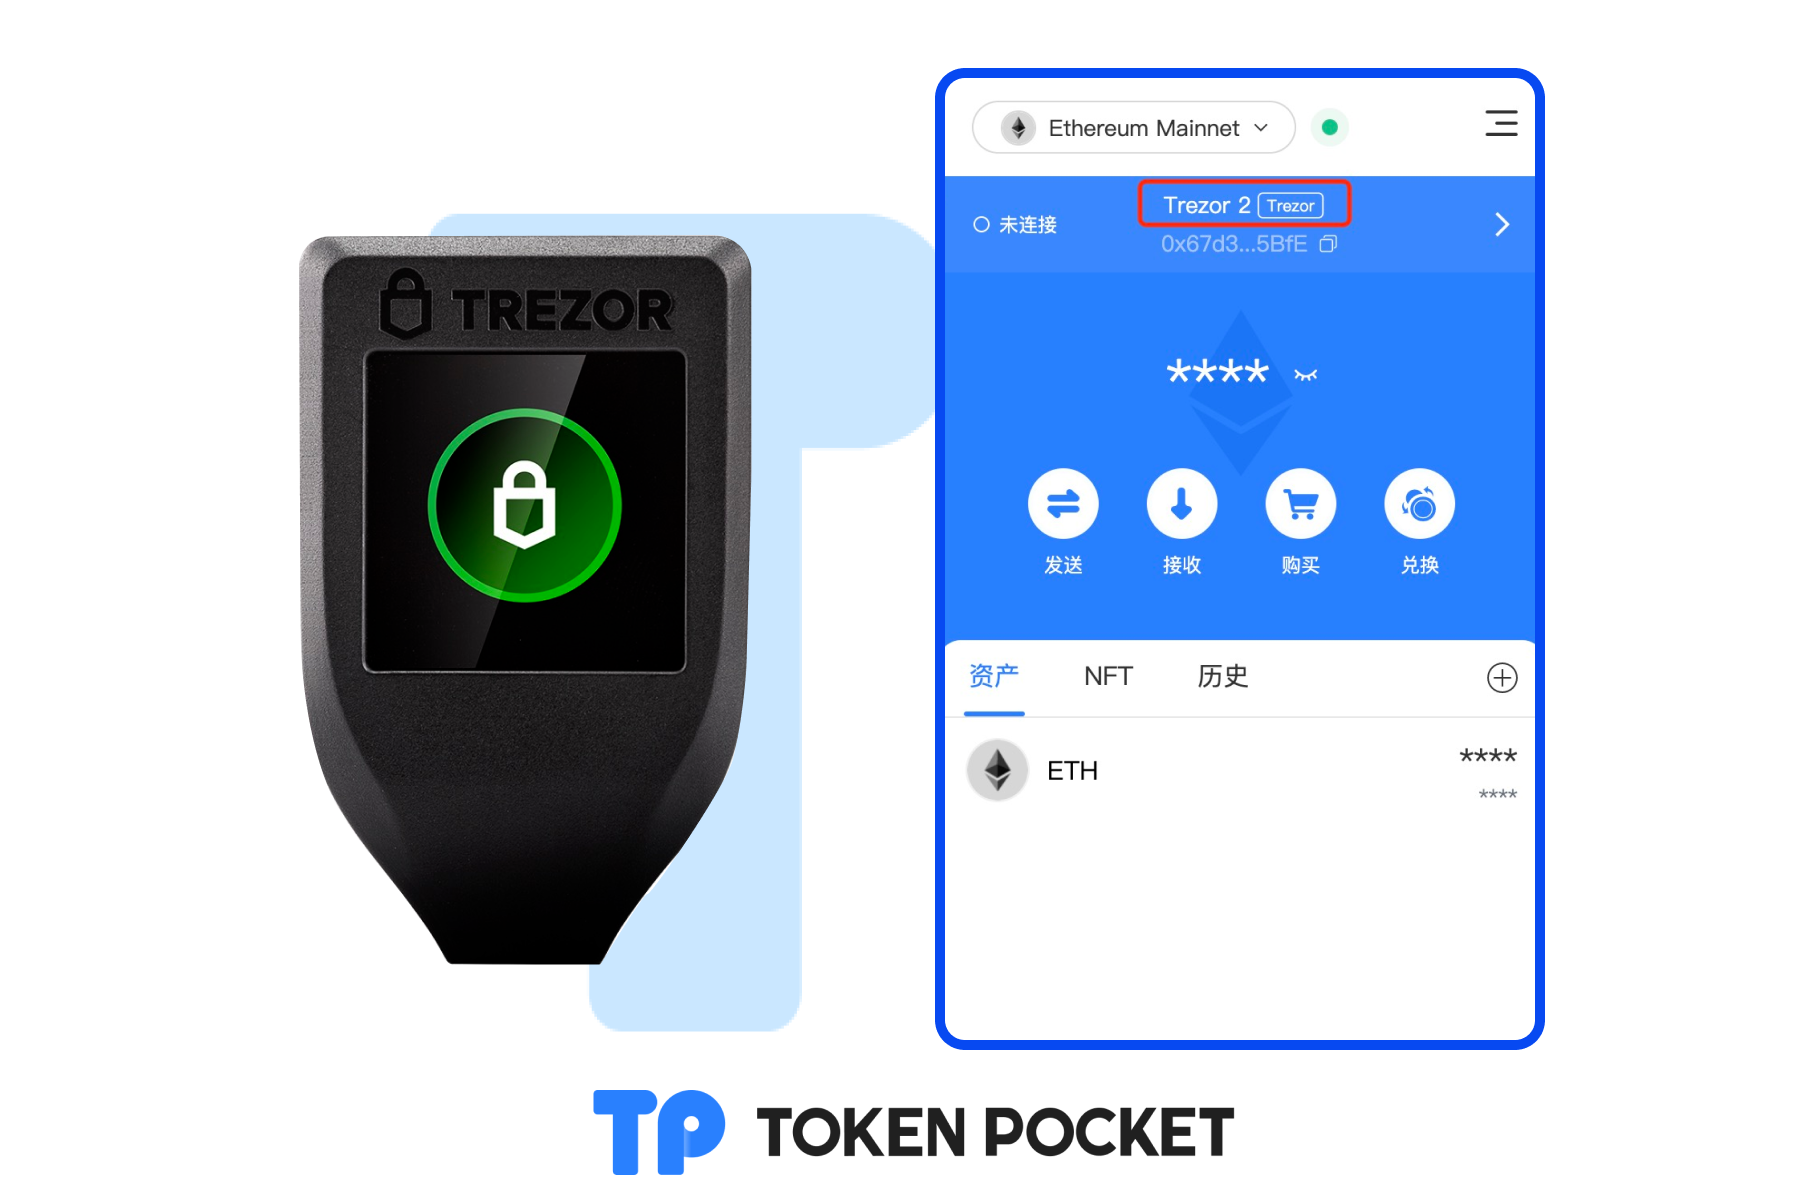 TREZOR
Ethereum Mainnet
未连接
Trezor 2 Trezor
0x67d3...5BfE
****
发送 接收 购买 兑换
资产 NFT 历史
ETH ****
****
TP TOKEN POCKET